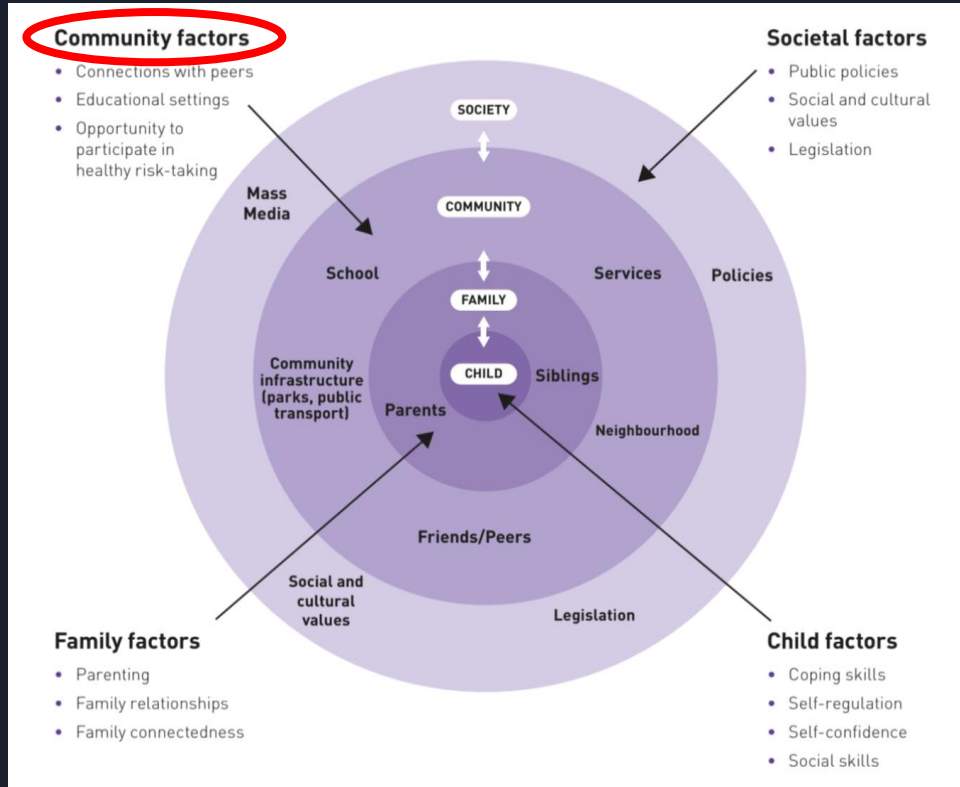 Community factors
• Connections with peers
• Educational settings
• Opportunity to
participate in
healthy risk-taking
Societal factors
• Public policies
• Social and cultural
values
• Legislation
SOCIETY
Mass
Media
COMMUNITY
School
Services
Policies
FAMILY
Community
infrastructure
(parks, public
transport)
CHILD
Siblings
Parents
Neighbourhood
Friends/Peers
Social and
cultural
values
Legislation
Family factors
• Parenting
• Family relationships
• Family connectedness
Child factors
• Coping skills
• Self-regulation
• Self-confidence
• Social skills